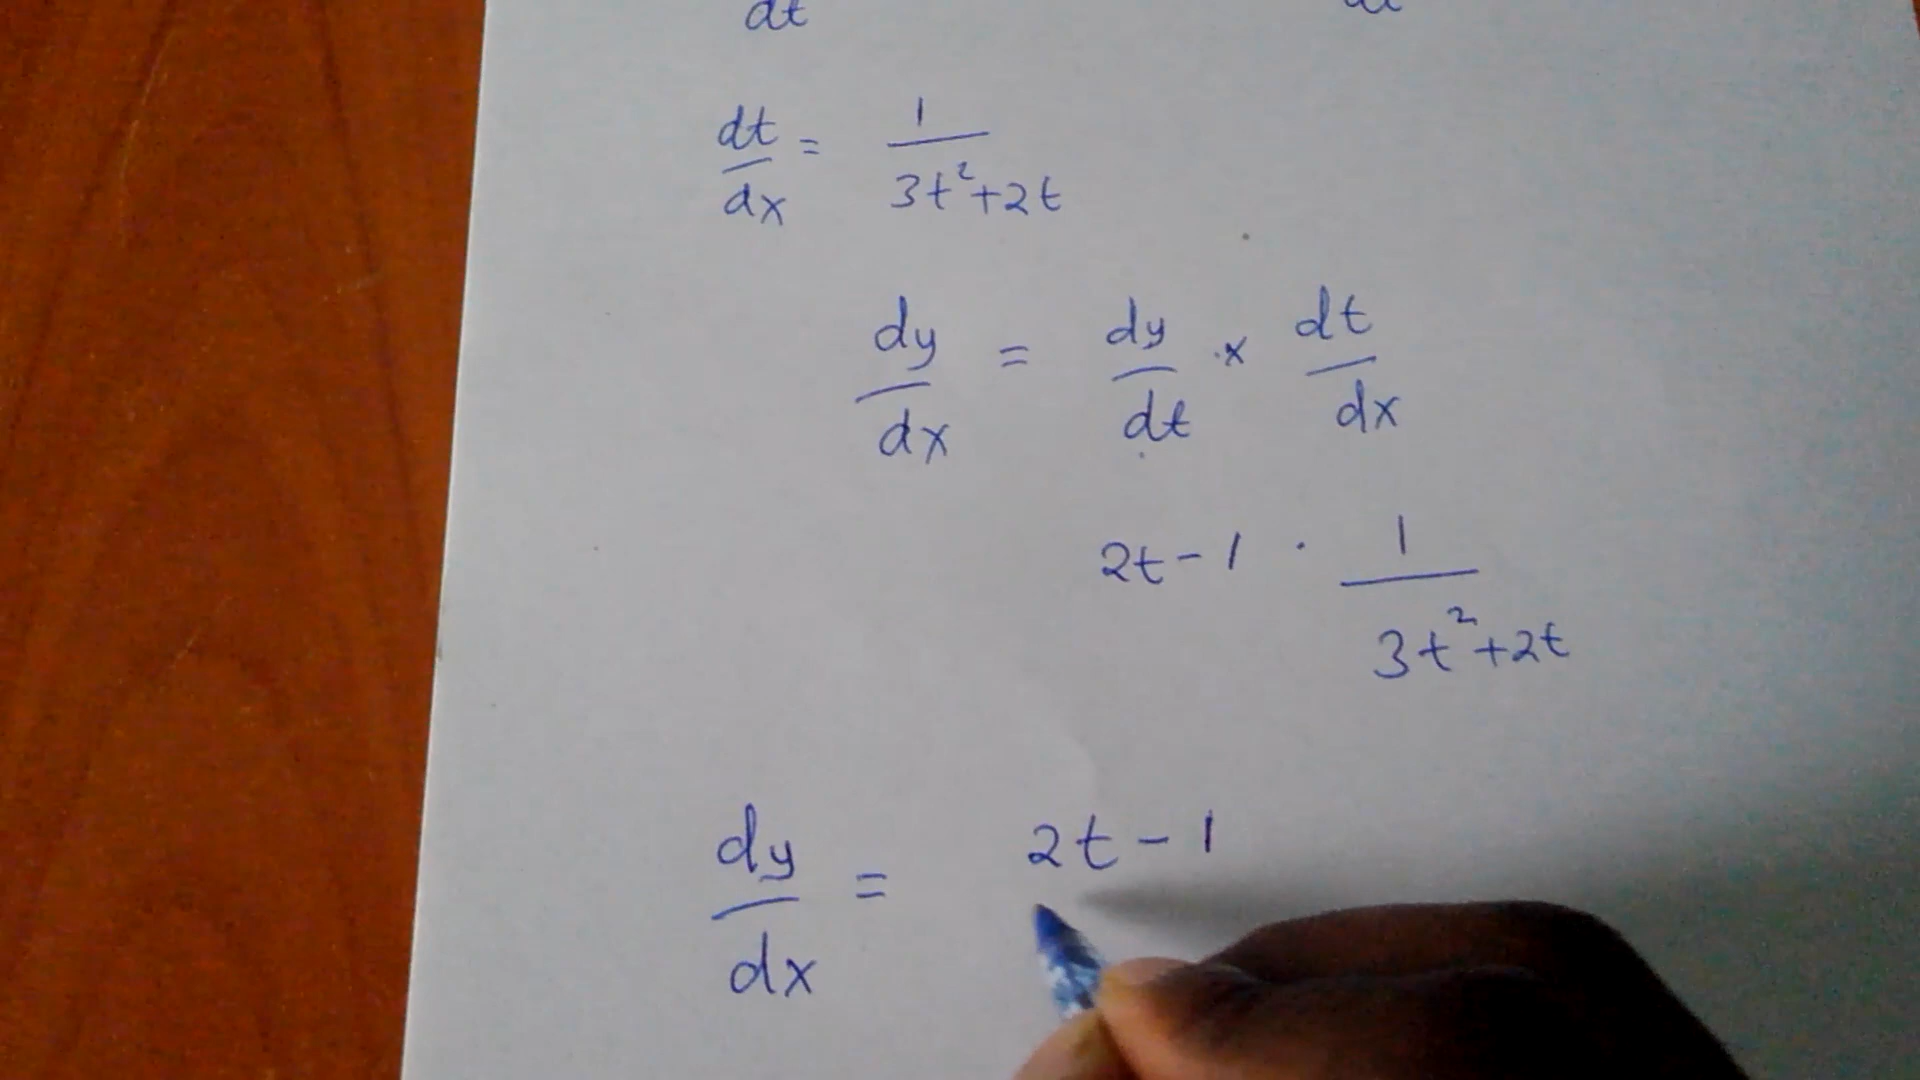 dt
dt/dx = 1/(3t²+2t)
dy/dx = dy/dt × dt/dx
2t - 1 · 1/(3t²+2t)
dy/dx = 2t - 1